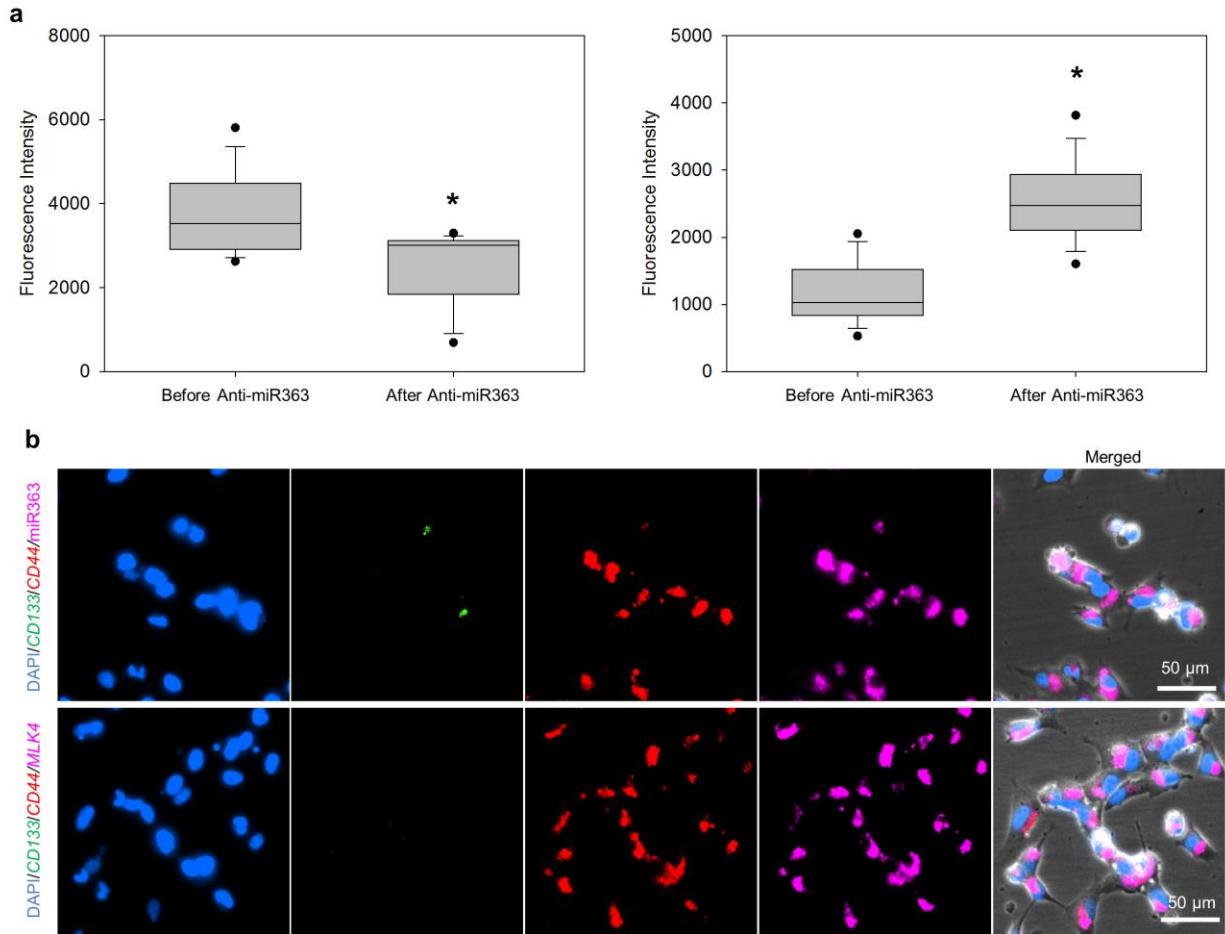 a
8000
6000
4000
2000
0
Fluorescence Intensity
*
Before Anti-miR363
After Anti-miR363
5000
4000
3000
2000
1000
0
Fluorescence Intensity
*
Before Anti-miR363
After Anti-miR363
b
Merged
DAPI/CD133/CD44/miR363
50 µm
DAPI/CD133/CD44/MLK4
50 µm